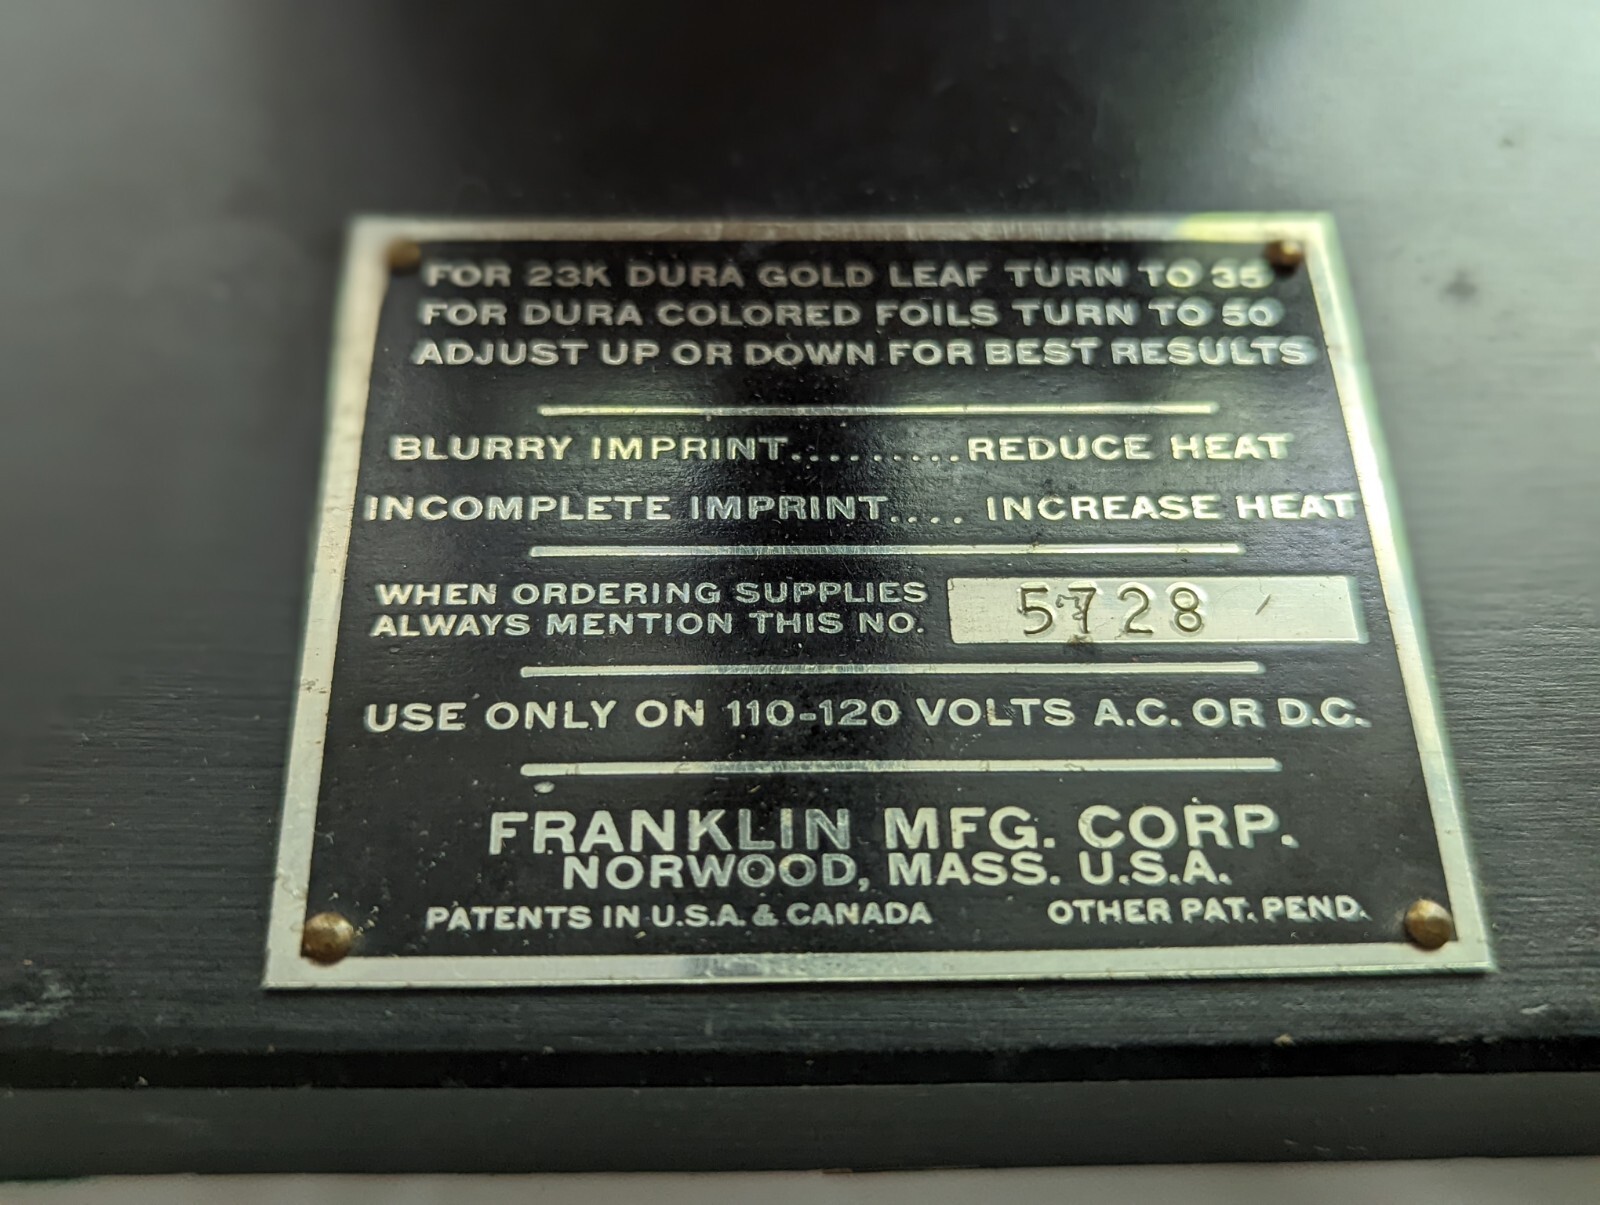 FOR 23K DURA GOLD LEAF TURN TO 35
FOR DURA COLORED FOILS TURN TO 50
ADJUST UP OR DOWN FOR BEST RESULTS
BLURRY IMPRINT.........REDUCE HEAT
INCOMPLETE IMPRINT.... INCREASE HEAT
WHEN ORDERING SUPPLIES
ALWAYS MENTION THIS NO. 5728
USE ONLY ON 110-120 VOLTS A.C. OR D.C.
FRANKLIN MFG. CORP.
NORWOOD, MASS. U.S.A.
PATENTS IN U.S.A. & CANADA OTHER PAT. PEND.